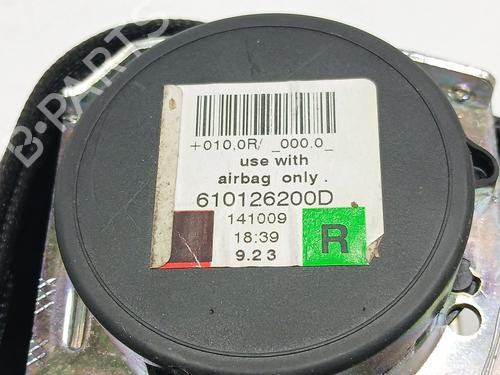 B-PARTS
+010,0R/ _000.0_
use with
airbag only.
610126200D
141009
18:39
9.23
R